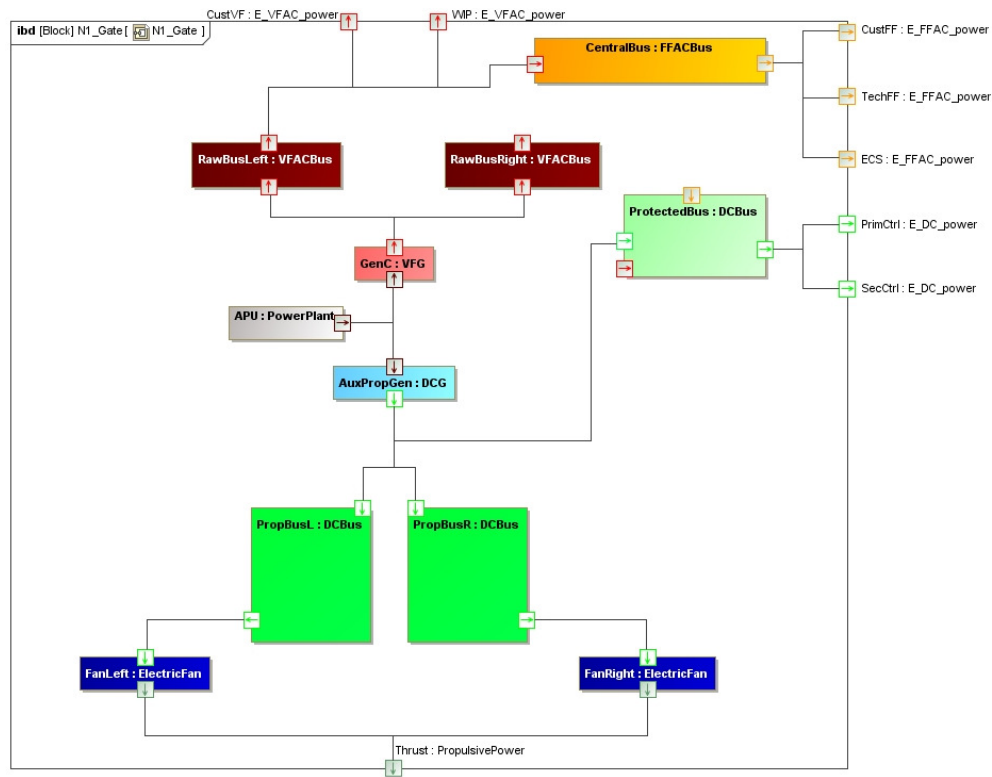 CustVF : E_VFAC_power
WIP : E_VFAC_power
ibd [Block] N1_Gate [ N1_Gate ]
CustFF : E_FFAC_power
CentralBus : FFACBus
TechFF : E_FFAC_power
RawBusLeft : VFACBus
RawBusRight : VFACBus
ECS : E_FFAC_power
ProtectedBus : DCBus
PrimCtrl : E_DC_power
GenC : VFG
SecCtrl : E_DC_power
APU : PowerPlant
AuxPropGen : DCG
PropBusL : DCBus
PropBusR : DCBus
FanLeft : ElectricFan
FanRight : ElectricFan
Thrust : PropulsivePower